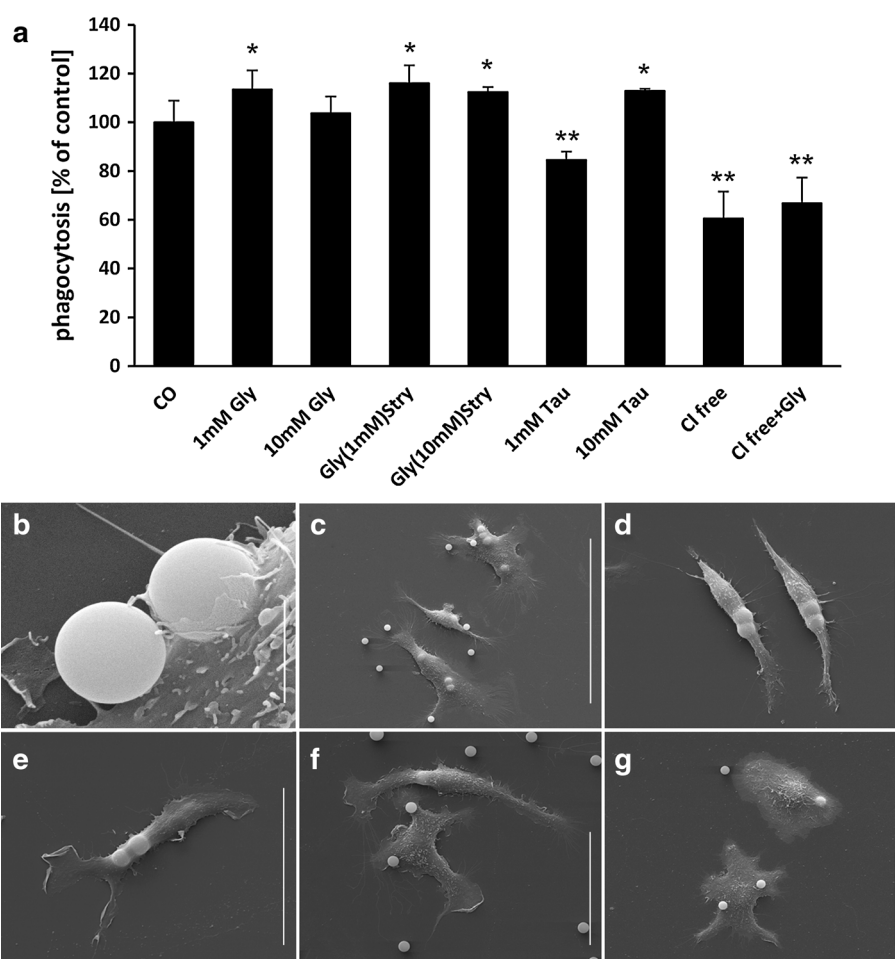 a
phagocytosis [% of control]
140
120
100
80
60
40
20
0
*
*
*
**
*
**
**
CO
1mM Gly
10mM Gly
Gly(1mM)Stry
Gly(10mM)Stry
1mM Tau
10mM Tau
Cl free
Cl free+Gly
b
c
d
e
f
g